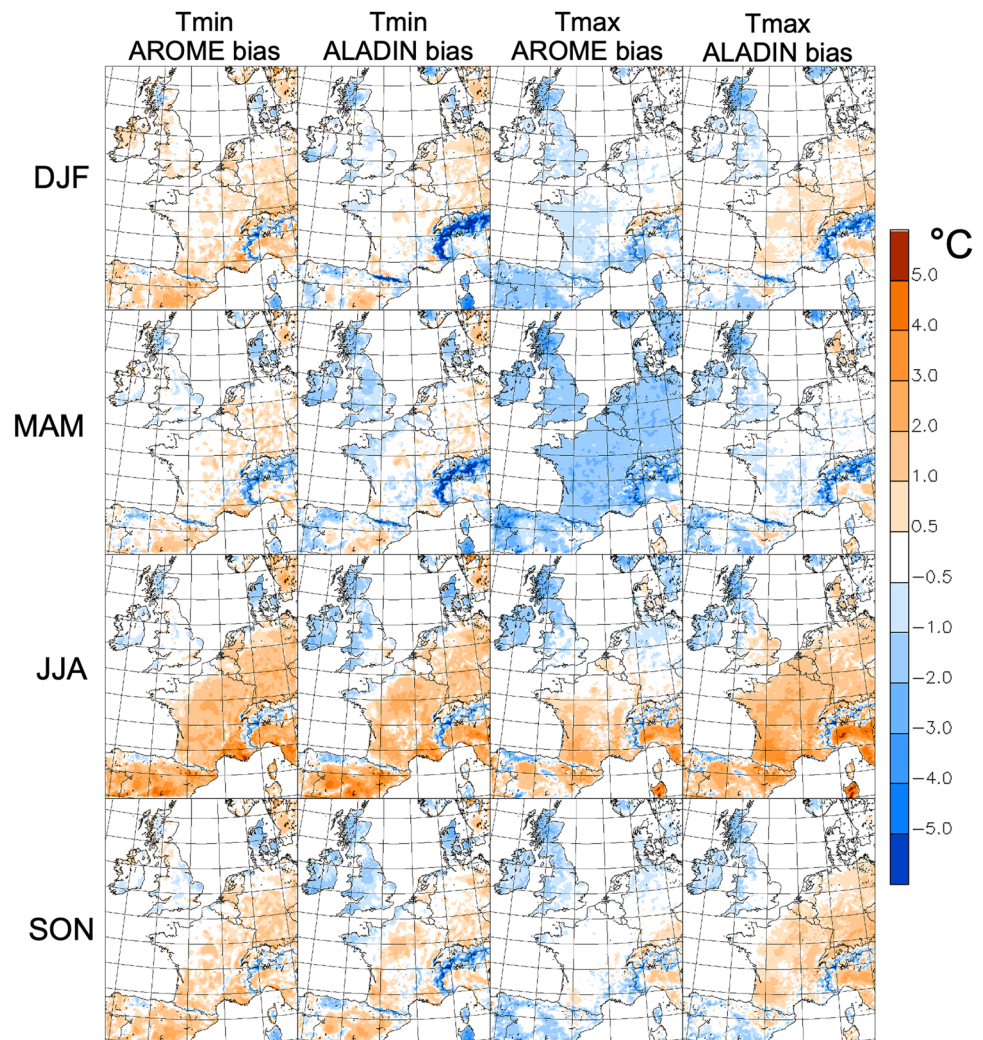 Tmin Tmin Tmax Tmax
AROME bias ALADIN bias AROME bias ALADIN bias
DJF
°C
5.0
4.0
MAM
3.0
2.0
1.0
0.5
−0.5
−1.0
JJA
−2.0
−3.0
−4.0
−5.0
SON